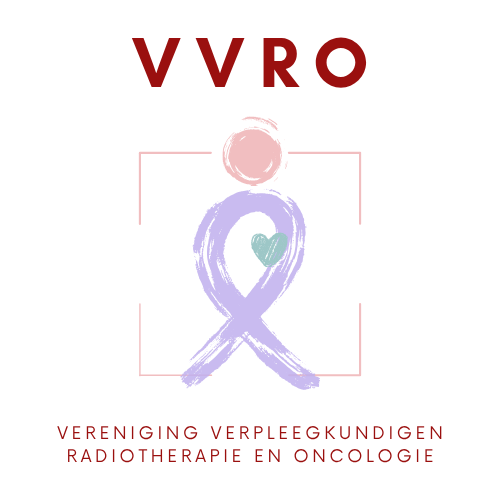 VVRO
VERENIGING VERPLEEGKUNDIGEN
RADIOTHERAPIE EN ONCOLOGIE